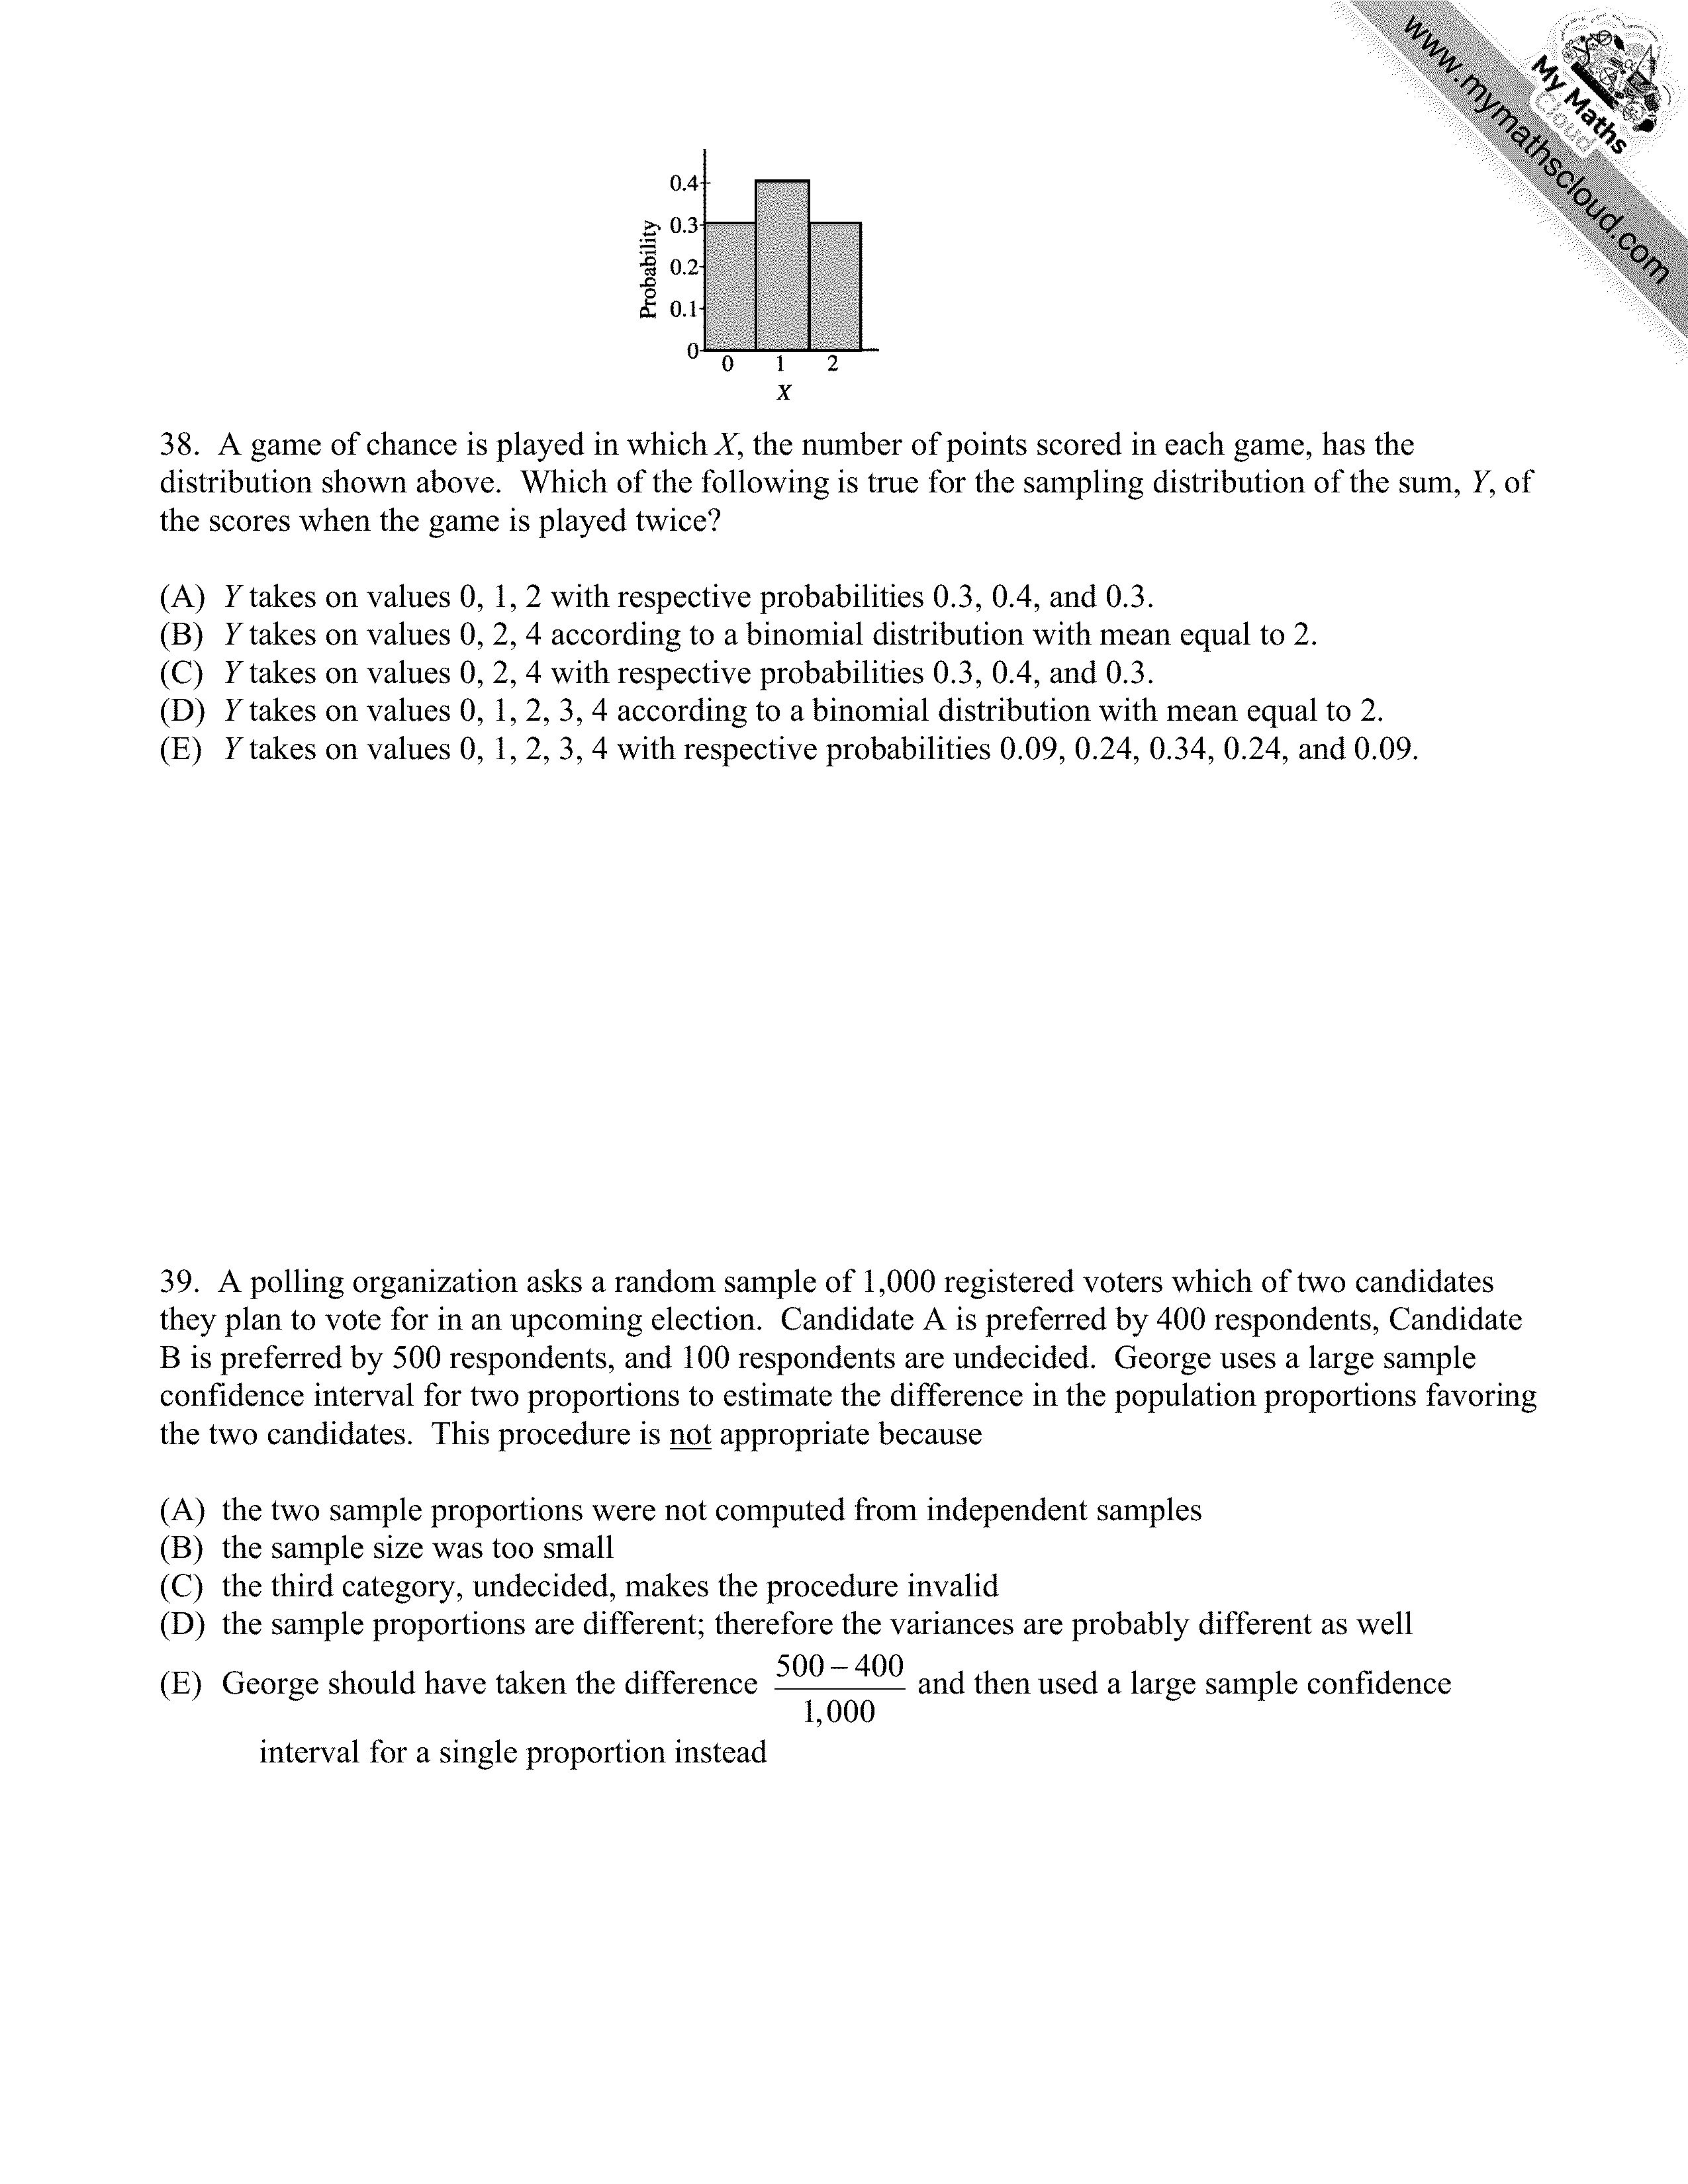 www.mymathscloud.com
My Maths
Cloud
0.4
0.3
0.2
0.1
0
Probability
0 1 2
X
38. A game of chance is played in which X, the number of points scored in each game, has the
distribution shown above. Which of the following is true for the sampling distribution of the sum, Y, of
the scores when the game is played twice?
(A) Y takes on values 0, 1, 2 with respective probabilities 0.3, 0.4, and 0.3.
(B) Y takes on values 0, 2, 4 according to a binomial distribution with mean equal to 2.
(C) Y takes on values 0, 2, 4 with respective probabilities 0.3, 0.4, and 0.3.
(D) Y takes on values 0, 1, 2, 3, 4 according to a binomial distribution with mean equal to 2.
(E) Y takes on values 0, 1, 2, 3, 4 with respective probabilities 0.09, 0.24, 0.34, 0.24, and 0.09.
39. A polling organization asks a random sample of 1,000 registered voters which of two candidates
they plan to vote for in an upcoming election. Candidate A is preferred by 400 respondents, Candidate
B is preferred by 500 respondents, and 100 respondents are undecided. George uses a large sample
confidence interval for two proportions to estimate the difference in the population proportions favoring
the two candidates. This procedure is not appropriate because
(A) the two sample proportions were not computed from independent samples
(B) the sample size was too small
(C) the third category, undecided, makes the procedure invalid
(D) the sample proportions are different; therefore the variances are probably different as well
(E) George should have taken the difference 500 – 400 / 1,000 and then used a large sample confidence
interval for a single proportion instead